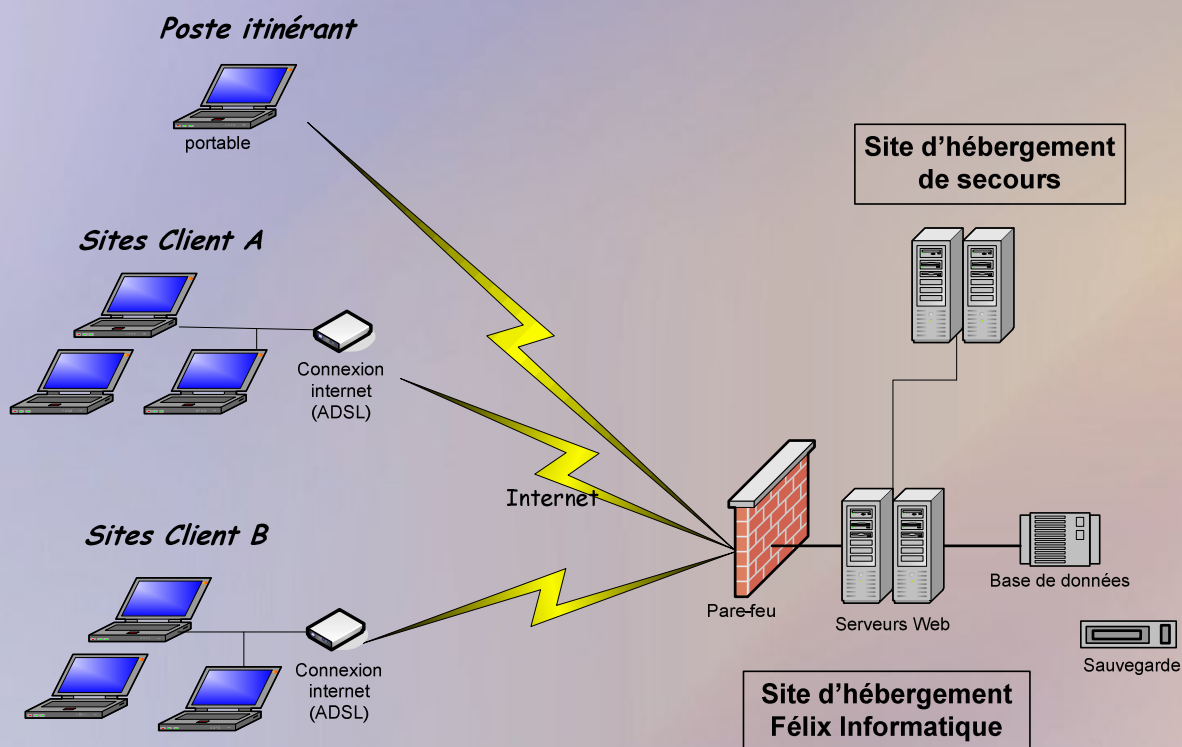 Poste itinérant
portable
Site d'hébergement
de secours
Sites Client A
Connexion
internet
(ADSL)
Internet
Sites Client B
Connexion
internet
(ADSL)
Pare-feu
Serveurs Web
Base de données
Sauvegarde
Site d'hébergement
Félix Informatique